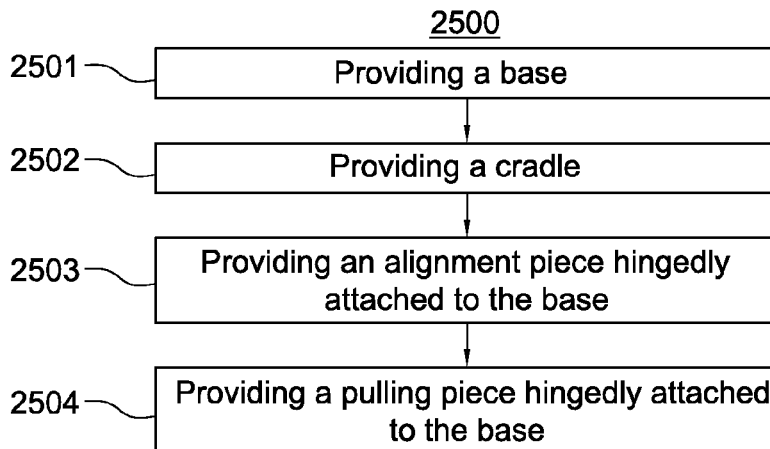 2500
2501
Providing a base
2502
Providing a cradle
2503
Providing an alignment piece hingedly
attached to the base
2504
Providing a pulling piece hingedly attached
to the base